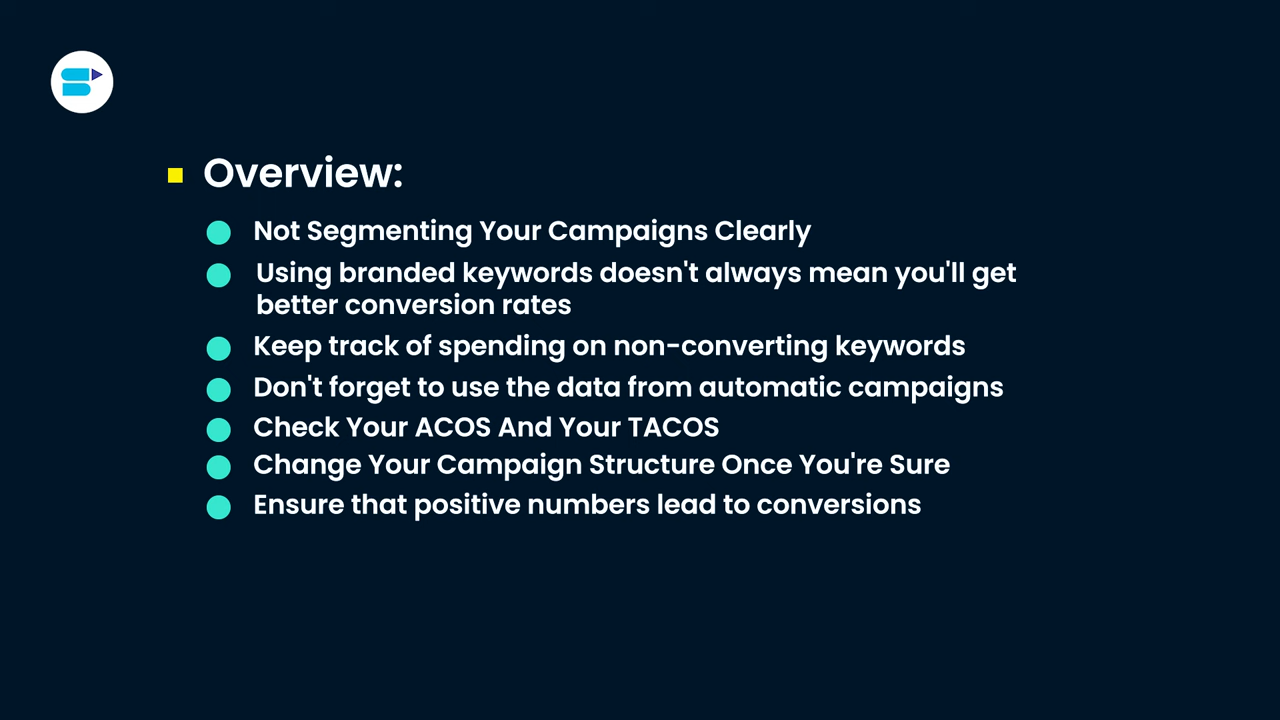 Overview:
Not Segmenting Your Campaigns Clearly
Using branded keywords doesn't always mean you'll get
better conversion rates
Keep track of spending on non-converting keywords
Don't forget to use the data from automatic campaigns
Check Your ACOS And Your TACOS
Change Your Campaign Structure Once You're Sure
Ensure that positive numbers lead to conversions